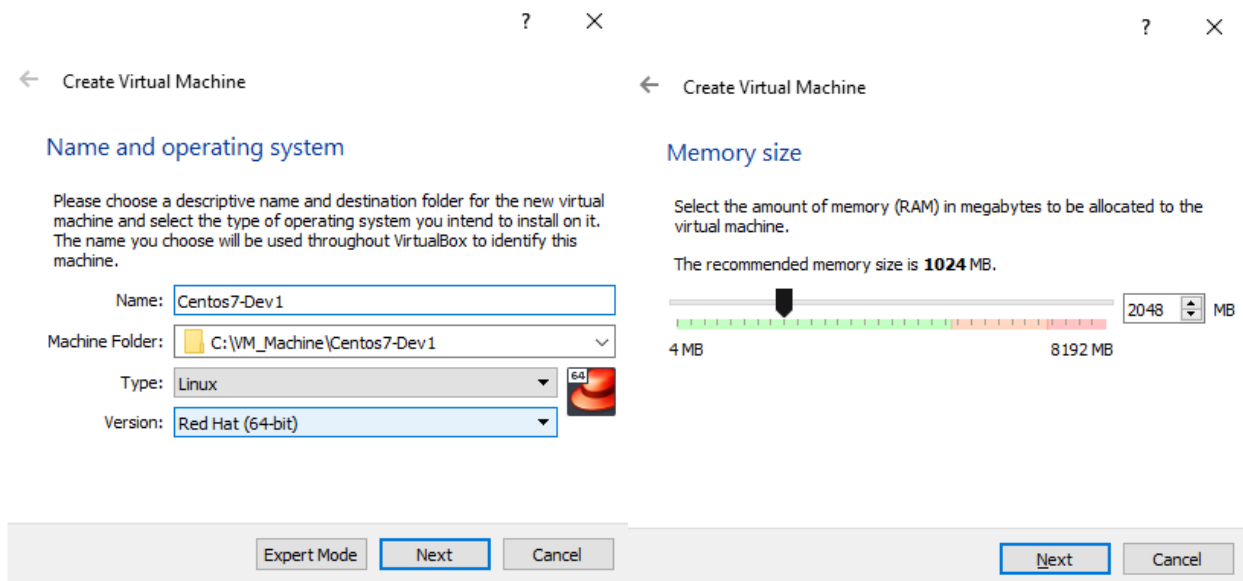 ?
Create Virtual Machine
Name and operating system
Please choose a descriptive name and destination folder for the new virtual
machine and select the type of operating system you intend to install on it.
The name you choose will be used throughout VirtualBox to identify this
machine.
Name: Centos7-Dev1
Machine Folder: C:\VM_Machine\Centos7-Dev1
Type: Linux
64
Version: Red Hat (64-bit)
Expert Mode Next Cancel
?
Create Virtual Machine
Memory size
Select the amount of memory (RAM) in megabytes to be allocated to the
virtual machine.
The recommended memory size is 1024 MB.
2048 MB
4 MB 8192 MB
Next Cancel